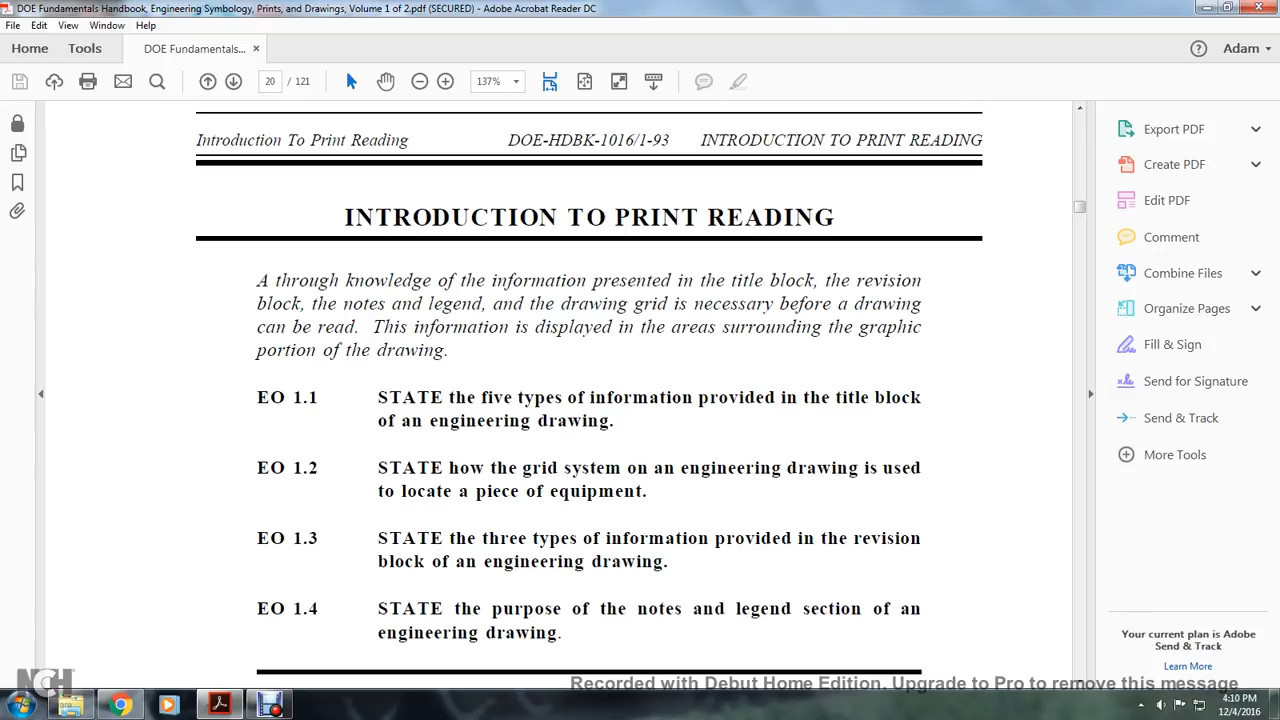 DOE Fundamentals Handbook, Engineering Symbology, Prints, and Drawings, Volume 1 of 2.pdf (SECURED) - Adobe Acrobat Reader DC
File Edit View Window Help
Home Tools DOE Fundamentals... × Adam
20 / 121 137%
Introduction To Print Reading DOE-HDBK-1016/1-93 INTRODUCTION TO PRINT READING
INTRODUCTION TO PRINT READING
A through knowledge of the information presented in the title block, the revision
block, the notes and legend, and the drawing grid is necessary before a drawing
can be read. This information is displayed in the areas surrounding the graphic
portion of the drawing.
EO 1.1 STATE the five types of information provided in the title block
of an engineering drawing.
EO 1.2 STATE how the grid system on an engineering drawing is used
to locate a piece of equipment.
EO 1.3 STATE the three types of information provided in the revision
block of an engineering drawing.
EO 1.4 STATE the purpose of the notes and legend section of an
engineering drawing.
Export PDF
Create PDF
Edit PDF
Comment
Combine Files
Organize Pages
Fill & Sign
Send for Signature
Send & Track
More Tools
Your current plan is Adobe
Send & Track
Learn More
NCH
Recorded with Debut Home Edition. Upgrade to Pro to remove this message
4:10 PM
12/4/2016